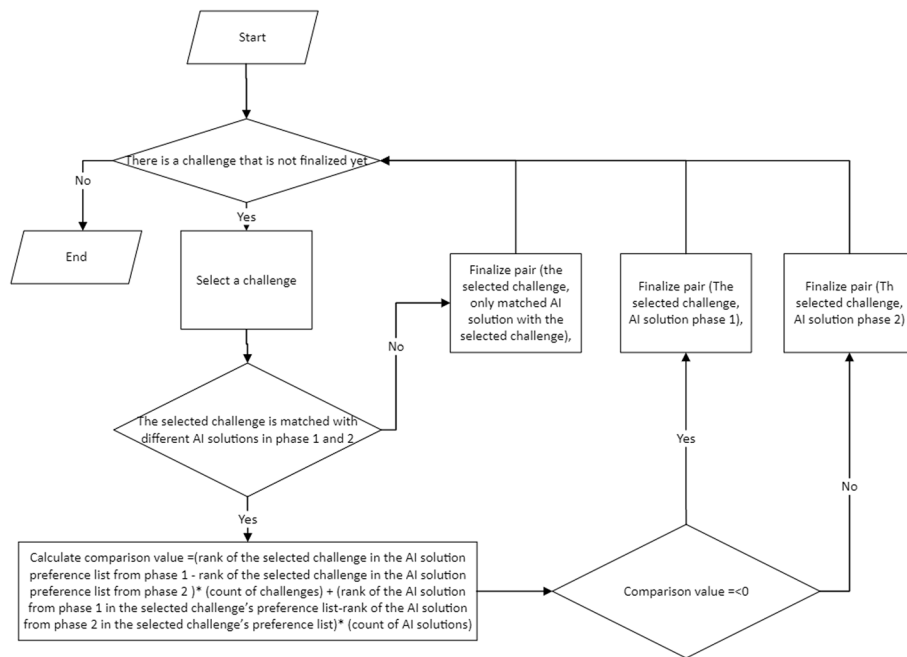 Start
There is a challenge that is not finalized yet
No
Yes
End
Select a challenge
Finalize pair (the
selected challenge,
only matched AI
solution with the
selected challenge),
Finalize pair (The
selected challenge,
AI solution phase 1),
Finalize pair (Th
selected challenge,
AI solution phase 2)
No
The selected challenge is matched with
different AI solutions in phase 1 and 2
Yes
No
Yes
Calculate comparison value =(rank of the selected challenge in the AI solution
preference list from phase 1 - rank of the selected challenge in the AI solution
preference list from phase 2 )* (count of challenges) + (rank of the AI solution
from phase 1 in the selected challenge's preference list-rank of the AI solution
from phase 2 in the selected challenge's preference list)* (count of AI solutions)
Comparison value =<0